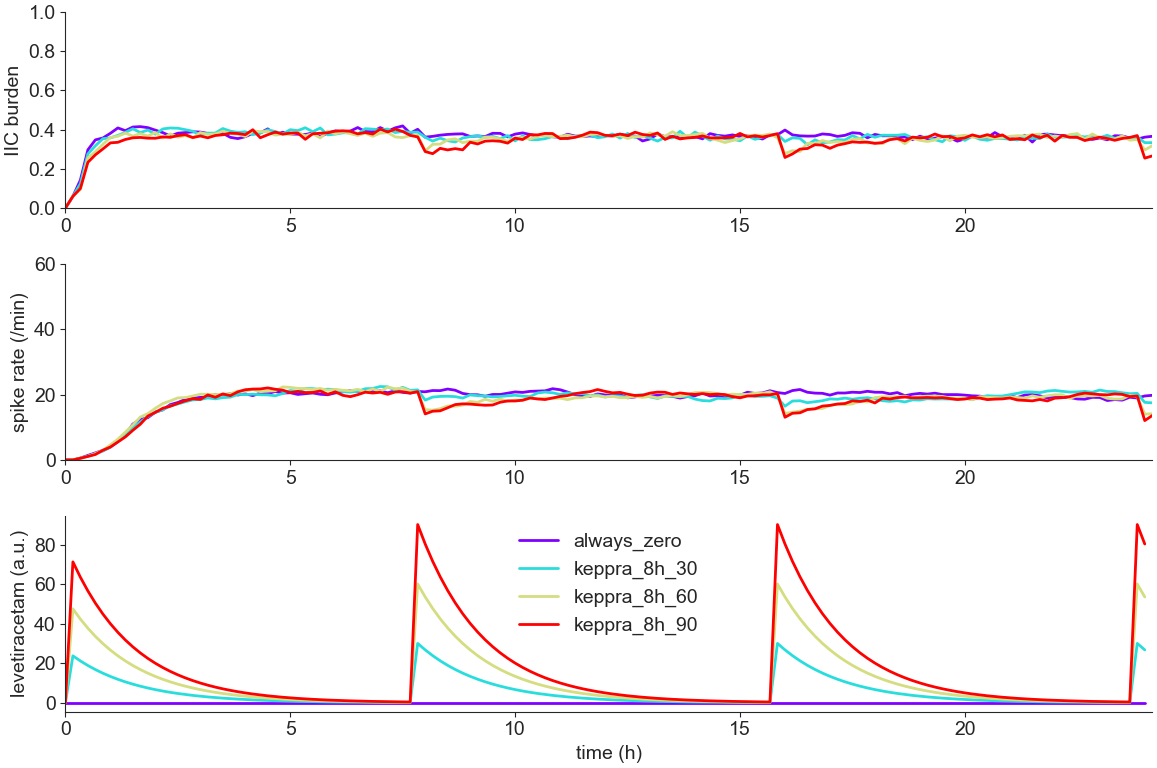 1.0
0.8
0.6
0.4
0.2
0.0
IIC burden
0 5 10 15 20
60
40
20
0
spike rate (/min)
0 5 10 15 20
80
60
40
20
0
levetiracetam (a.u.)
always_zero
keppra_8h_30
keppra_8h_60
keppra_8h_90
0 5 10 15 20
time (h)